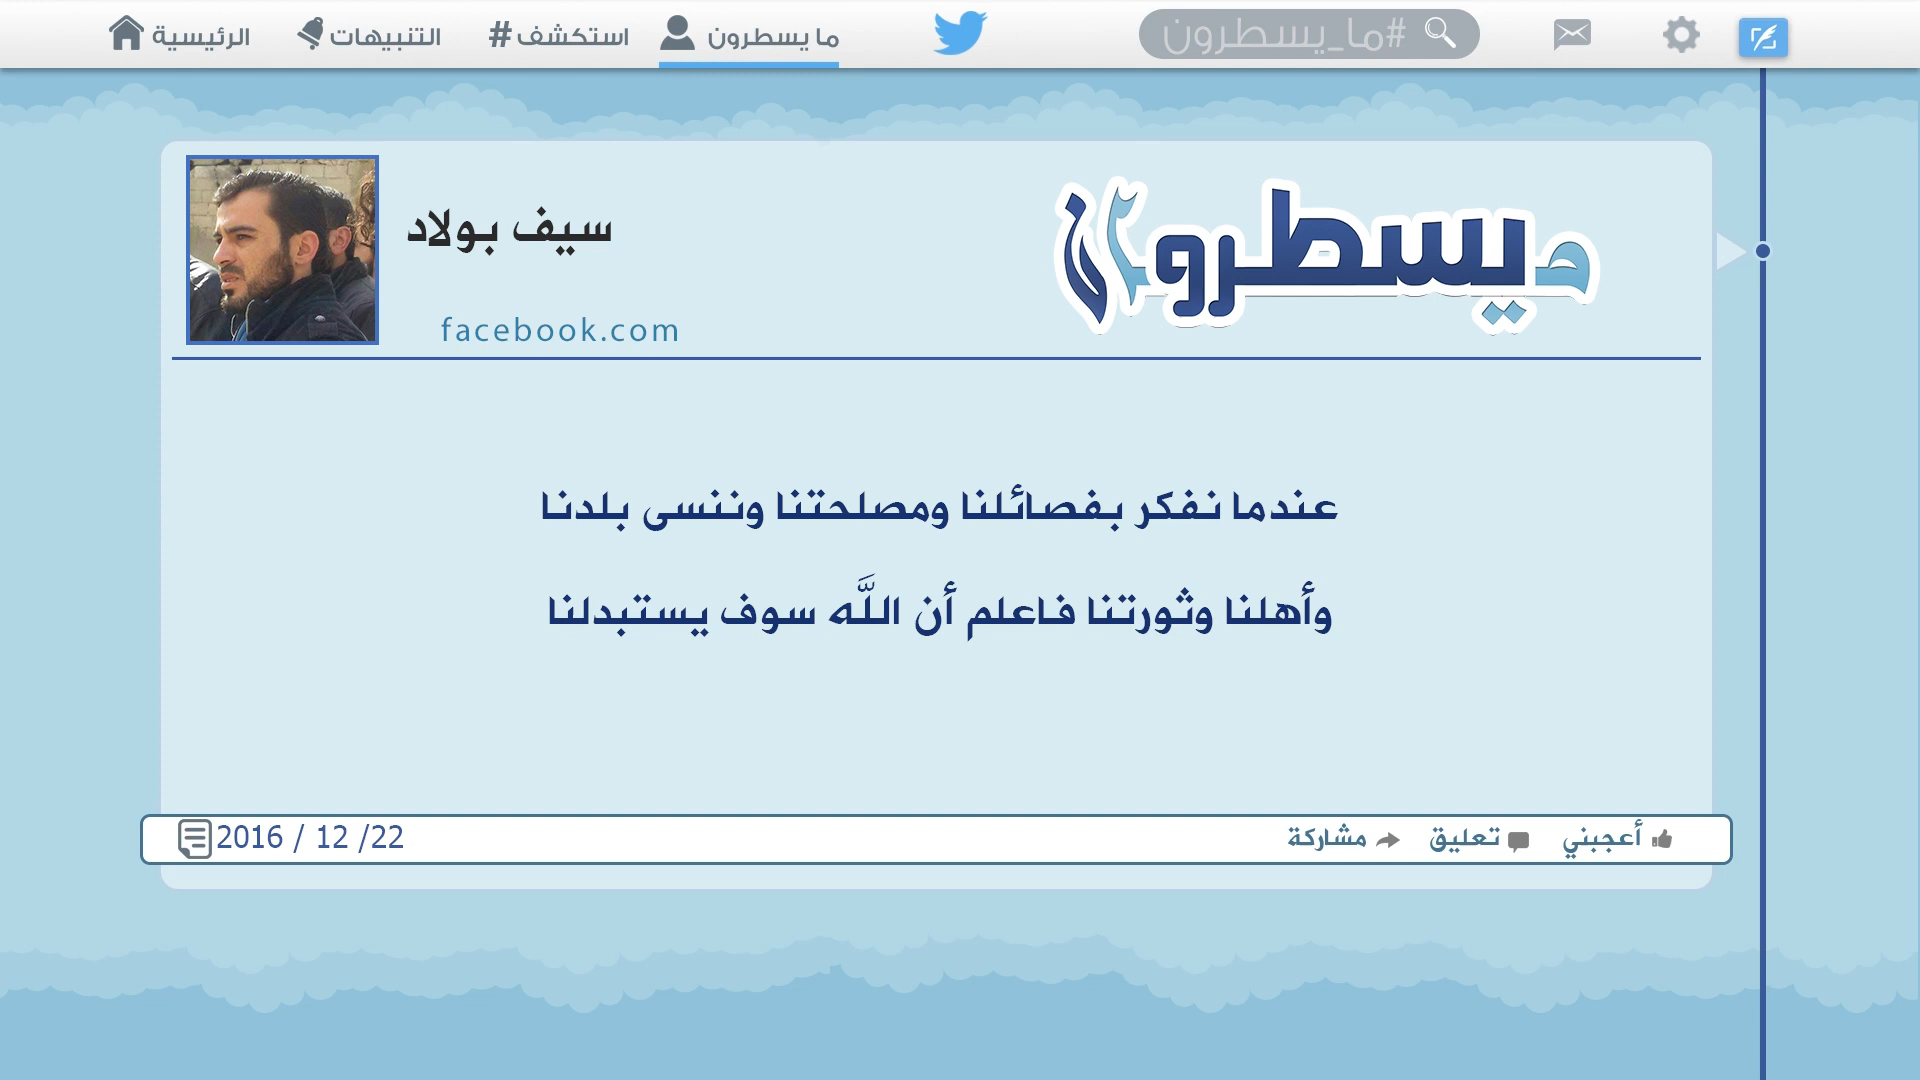 الرئيسية التنبيهات #استكشف ما يسطرون #ما_يسطرون
سيف بولاد
د يسطرون ٢
facebook.com
عندما نفكر بفصائلنا ومصلحتنا وننسى بلدنا
وأهلنا وثورتنا فاعلم أن اللَّه سوف يستبدلنا
أعجبني تعليق مشاركة
2016 / 12 /22